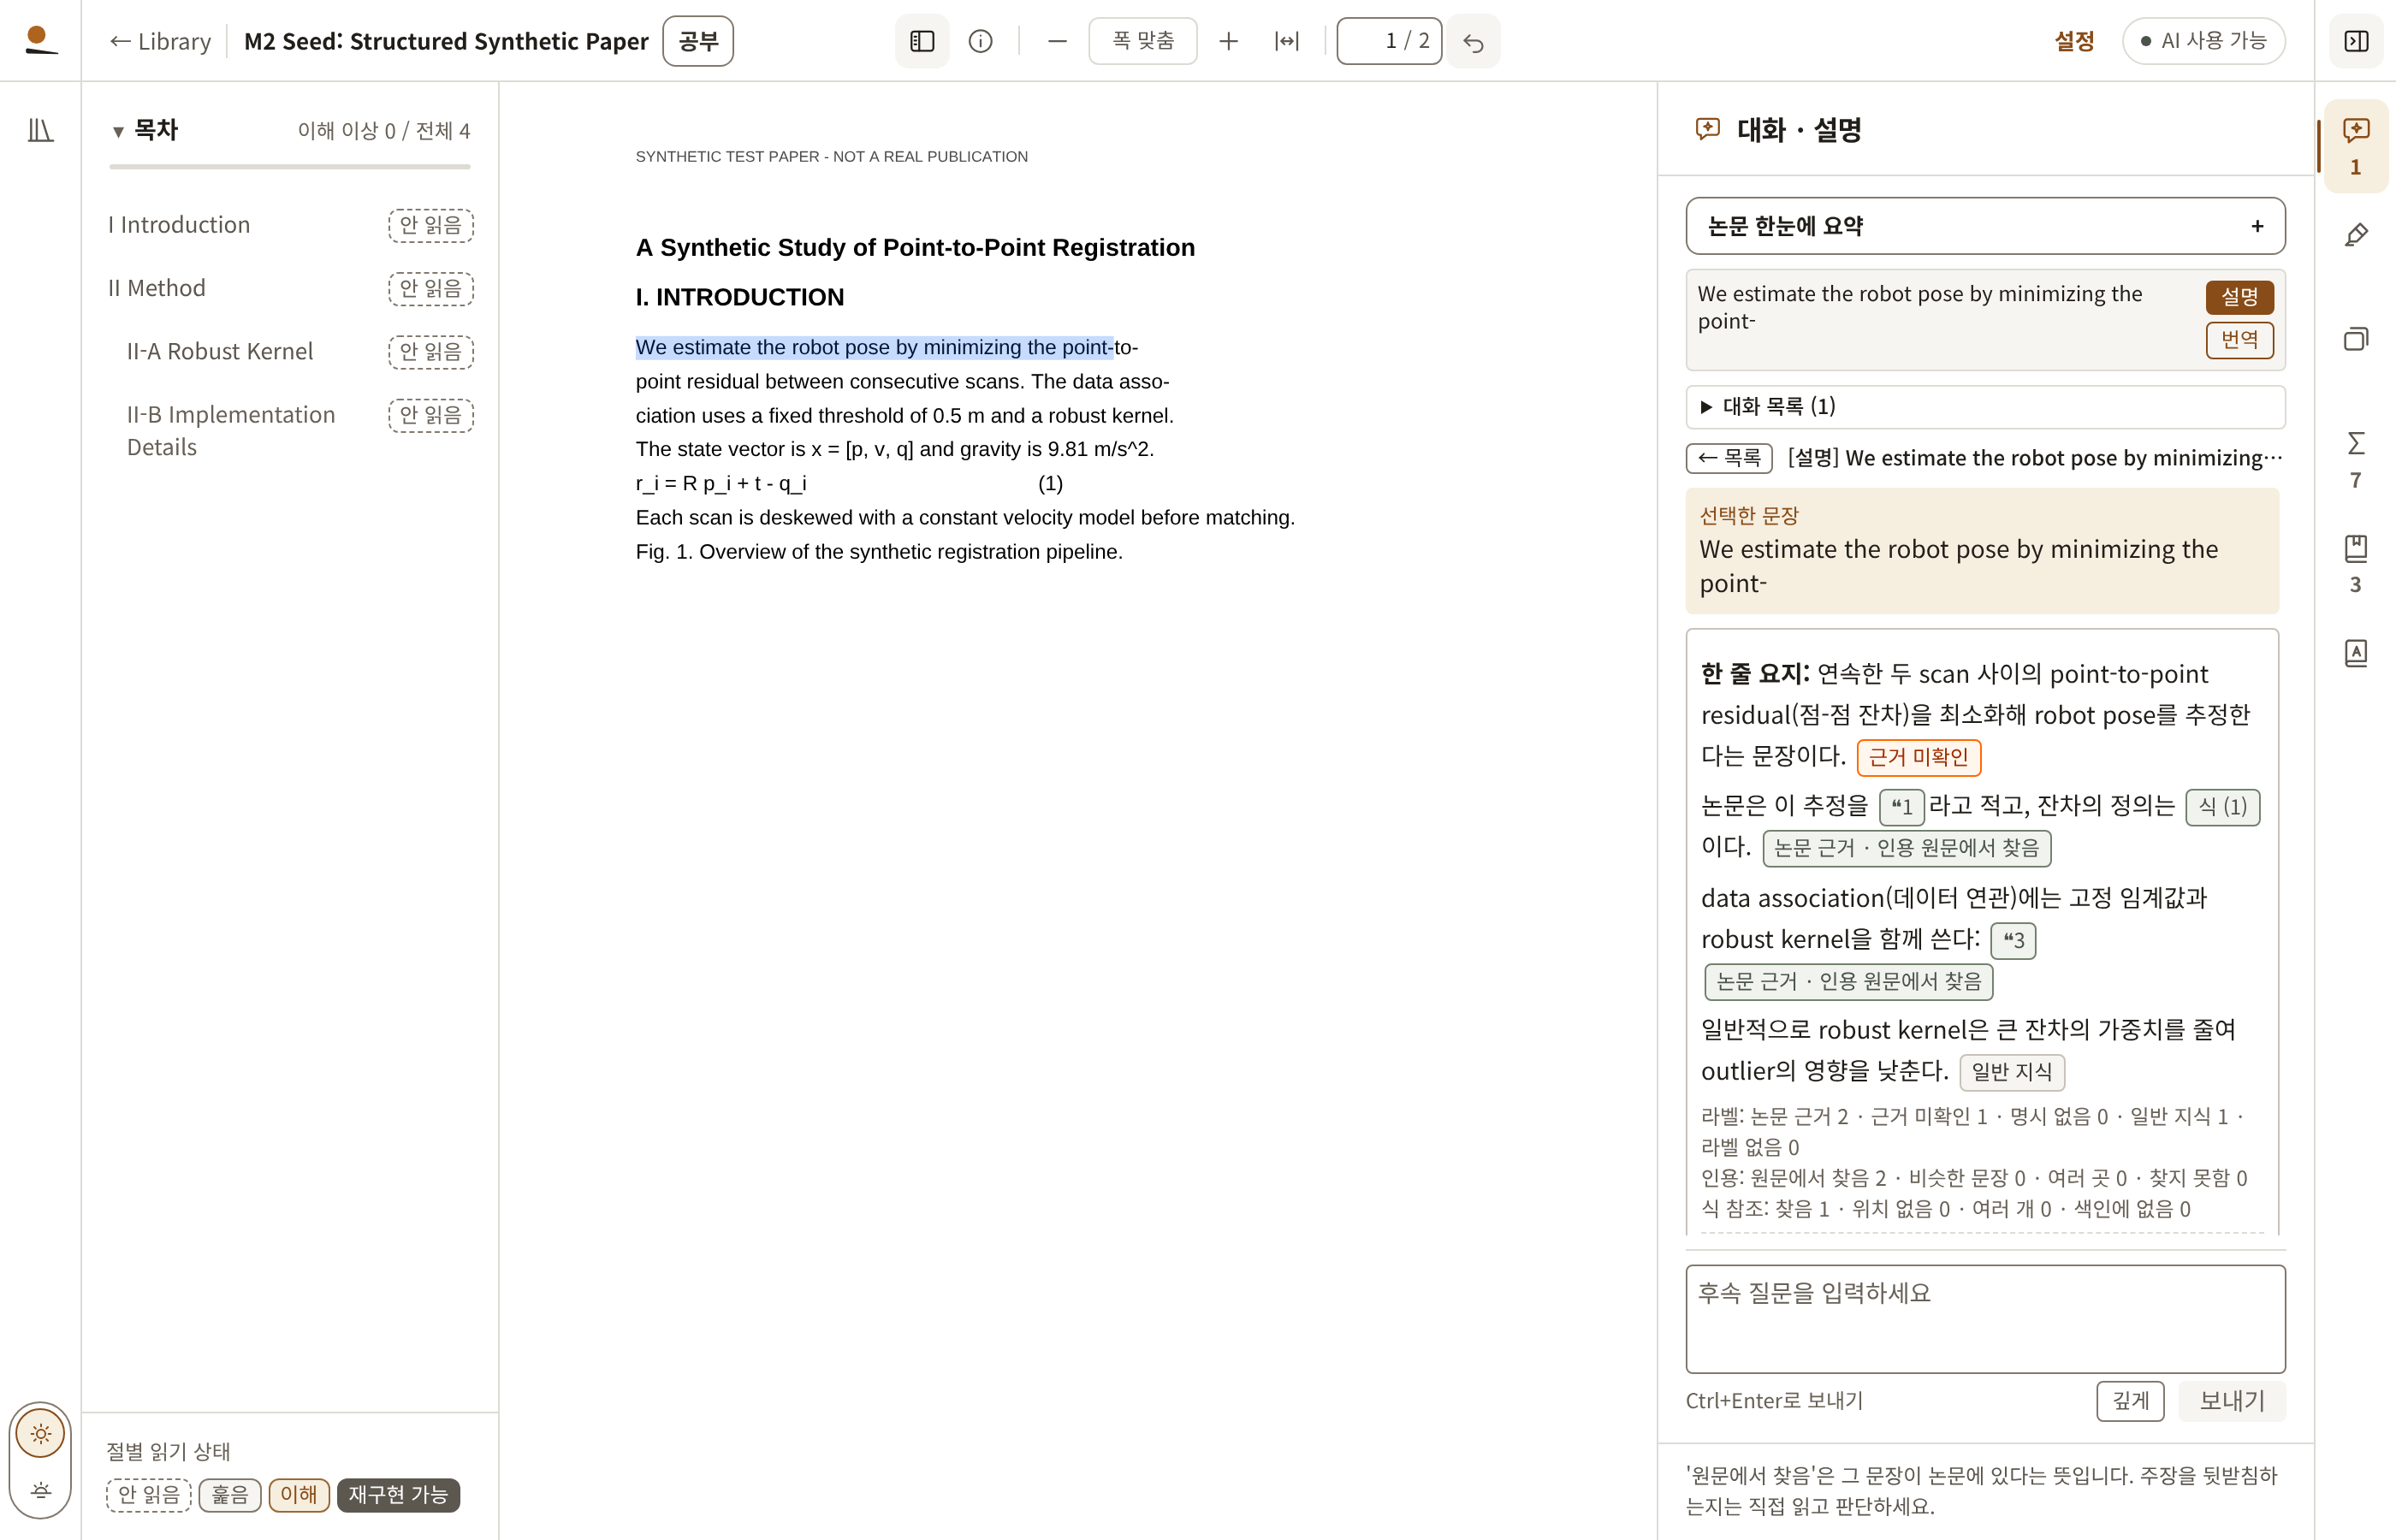 ← Library
M2 Seed: Structured Synthetic Paper
공부
폭 맞춤
1 / 2
설정
AI 사용 가능
▼ 목차
이해 이상 0 / 전체 4
I Introduction
안 읽음
II Method
안 읽음
II-A Robust Kernel
안 읽음
II-B Implementation
Details
안 읽음
절별 읽기 상태
안 읽음
훑음
이해
재구현 가능
SYNTHETIC TEST PAPER - NOT A REAL PUBLICATION
A Synthetic Study of Point-to-Point Registration
I. INTRODUCTION
We estimate the robot pose by minimizing the point-to-
point residual between consecutive scans. The data asso-
ciation uses a fixed threshold of 0.5 m and a robust kernel.
The state vector is x = [p, v, q] and gravity is 9.81 m/s^2.
r_i = R p_i + t - q_i (1)
Each scan is deskewed with a constant velocity model before matching.
Fig. 1. Overview of the synthetic registration pipeline.
대화 · 설명
논문 한눈에 요약 +
We estimate the robot pose by minimizing the
point-
설명
번역
▶ 대화 목록 (1)
← 목록
[설명] We estimate the robot pose by minimizing…
선택한 문장
We estimate the robot pose by minimizing the
point-
한 줄 요지: 연속한 두 scan 사이의 point-to-point
residual(점-점 잔차)을 최소화해 robot pose를 추정한
다는 문장이다. 근거 미확인
논문은 이 추정을 ❝1 라고 적고, 잔차의 정의는 식 (1)
이다. 논문 근거 · 인용 원문에서 찾음
data association(데이터 연관)에는 고정 임계값과
robust kernel을 함께 쓴다: ❝3
논문 근거 · 인용 원문에서 찾음
일반적으로 robust kernel은 큰 잔차의 가중치를 줄여
outlier의 영향을 낮춘다. 일반 지식
라벨: 논문 근거 2 · 근거 미확인 1 · 명시 없음 0 · 일반 지식 1 ·
라벨 없음 0
인용: 원문에서 찾음 2 · 비슷한 문장 0 · 여러 곳 0 · 찾지 못함 0
식 참조: 찾음 1 · 위치 없음 0 · 여러 개 0 · 색인에 없음 0
후속 질문을 입력하세요
Ctrl+Enter로 보내기
깊게
보내기
'원문에서 찾음'은 그 문장이 논문에 있다는 뜻입니다. 주장을 뒷받침하
는지는 직접 읽고 판단하세요.
1
Σ
7
3
A